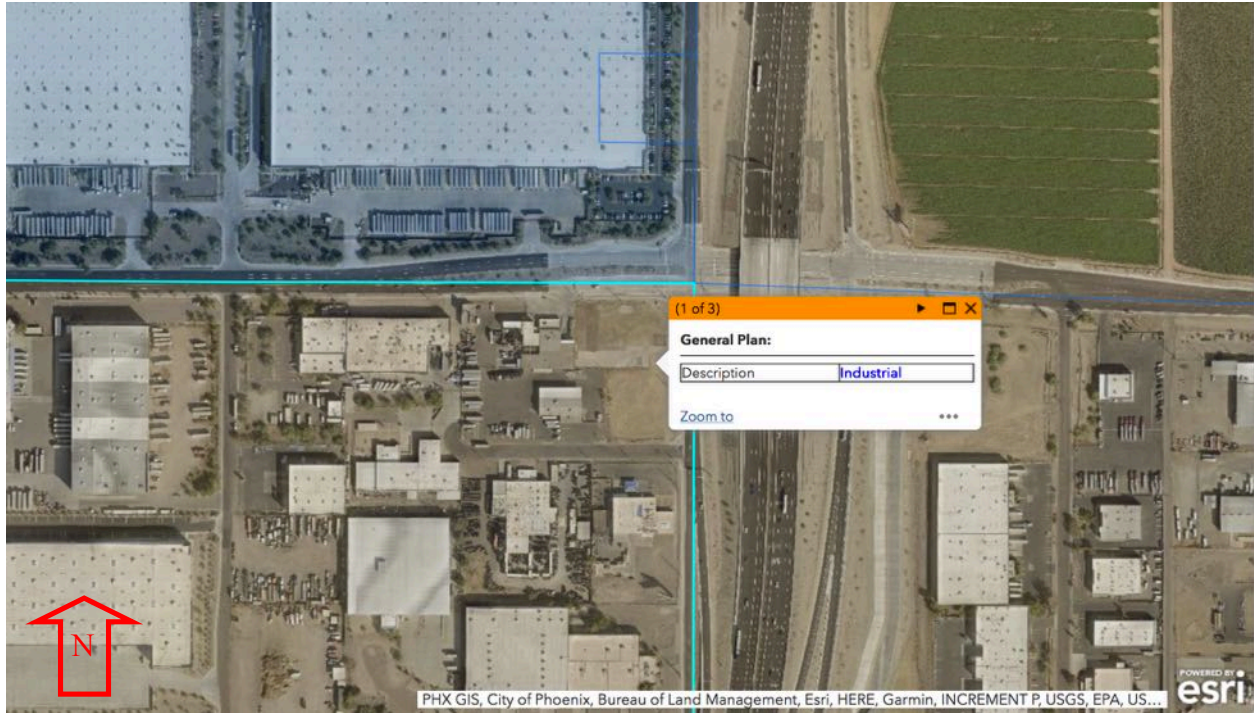 (1 of 3)
General Plan:
Description Industrial
Zoom to
N
PHX GIS, City of Phoenix, Bureau of Land Management, Esri, HERE, Garmin, INCREMENT P, USGS, EPA, US...
POWERED BY
esri